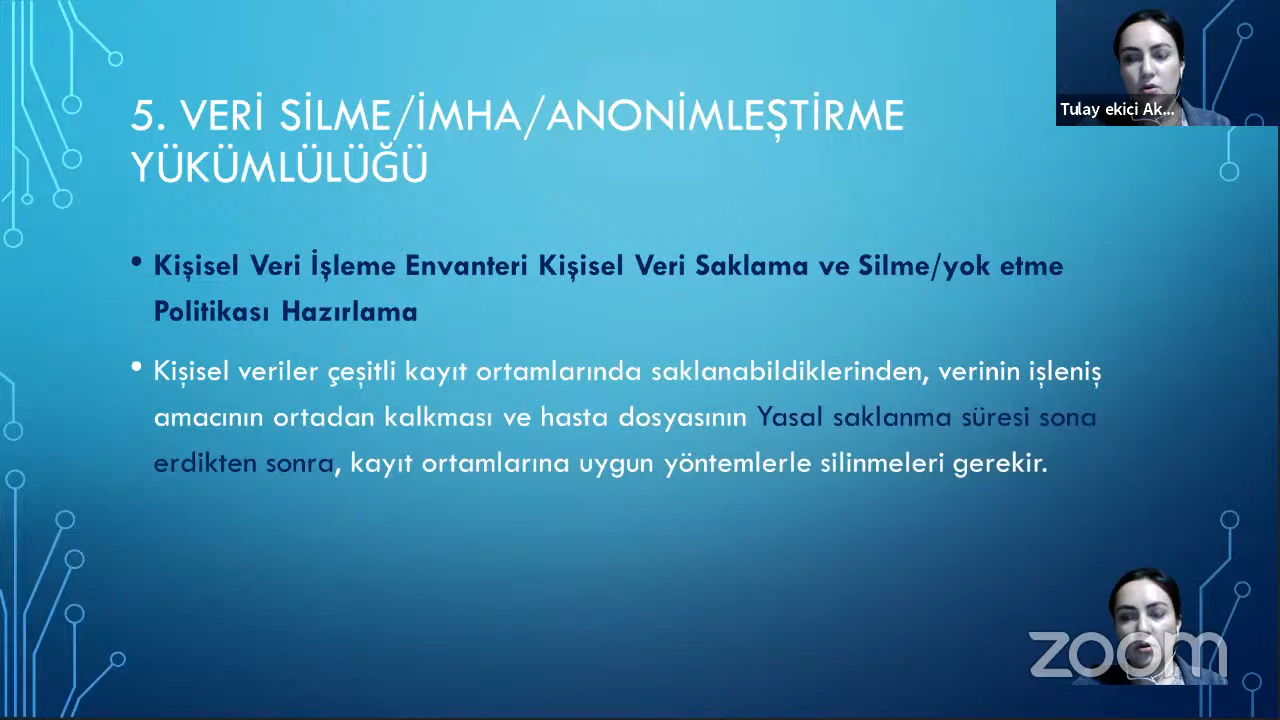 5. VERİ SİLME/İMHA/ANONİMLEŞTİRME
YÜKÜMLÜLÜĞÜ
• Kişisel Veri İşleme Envanteri Kişisel Veri Saklama ve Silme/yok etme
Politikası Hazırlama
• Kişisel veriler çeşitli kayıt ortamlarında saklanabildiklerinden, verinin işleniş
amacının ortadan kalkması ve hasta dosyasının Yasal saklanma süresi sona
erdikten sonra, kayıt ortamlarına uygun yöntemlerle silinmeleri gerekir.
Tulay ekici Ak...
zoom